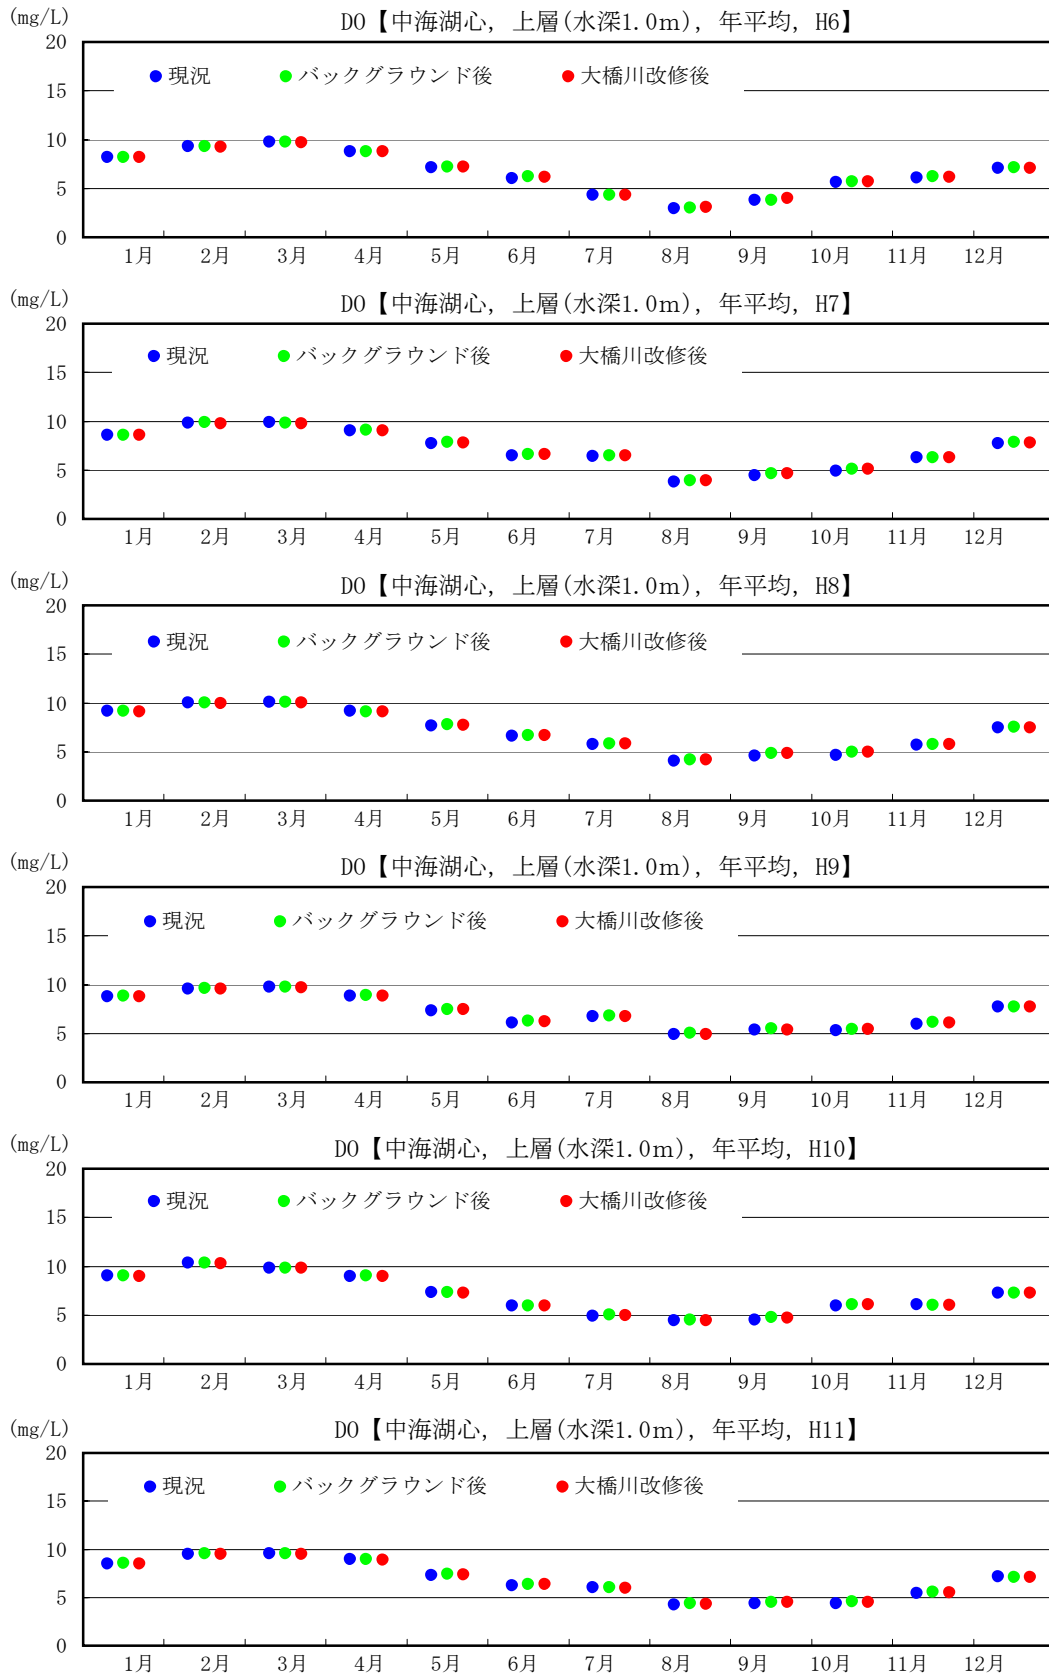 (mg/L) DO【中海湖心, 上層(水深1.0m), 年平均, H6】
20
● 現況 ● バックグラウンド後 ● 大橋川改修後
15
10
5
0
1月 2月 3月 4月 5月 6月 7月 8月 9月 10月 11月 12月
(mg/L) DO【中海湖心, 上層(水深1.0m), 年平均, H7】
20
● 現況 ● バックグラウンド後 ● 大橋川改修後
15
10
5
0
1月 2月 3月 4月 5月 6月 7月 8月 9月 10月 11月 12月
(mg/L) DO【中海湖心, 上層(水深1.0m), 年平均, H8】
20
● 現況 ● バックグラウンド後 ● 大橋川改修後
15
10
5
0
1月 2月 3月 4月 5月 6月 7月 8月 9月 10月 11月 12月
(mg/L) DO【中海湖心, 上層(水深1.0m), 年平均, H9】
20
● 現況 ● バックグラウンド後 ● 大橋川改修後
15
10
5
0
1月 2月 3月 4月 5月 6月 7月 8月 9月 10月 11月 12月
(mg/L) DO【中海湖心, 上層(水深1.0m), 年平均, H10】
20
● 現況 ● バックグラウンド後 ● 大橋川改修後
15
10
5
0
1月 2月 3月 4月 5月 6月 7月 8月 9月 10月 11月 12月
(mg/L) DO【中海湖心, 上層(水深1.0m), 年平均, H11】
20
● 現況 ● バックグラウンド後 ● 大橋川改修後
15
10
5
0
1月 2月 3月 4月 5月 6月 7月 8月 9月 10月 11月 12月